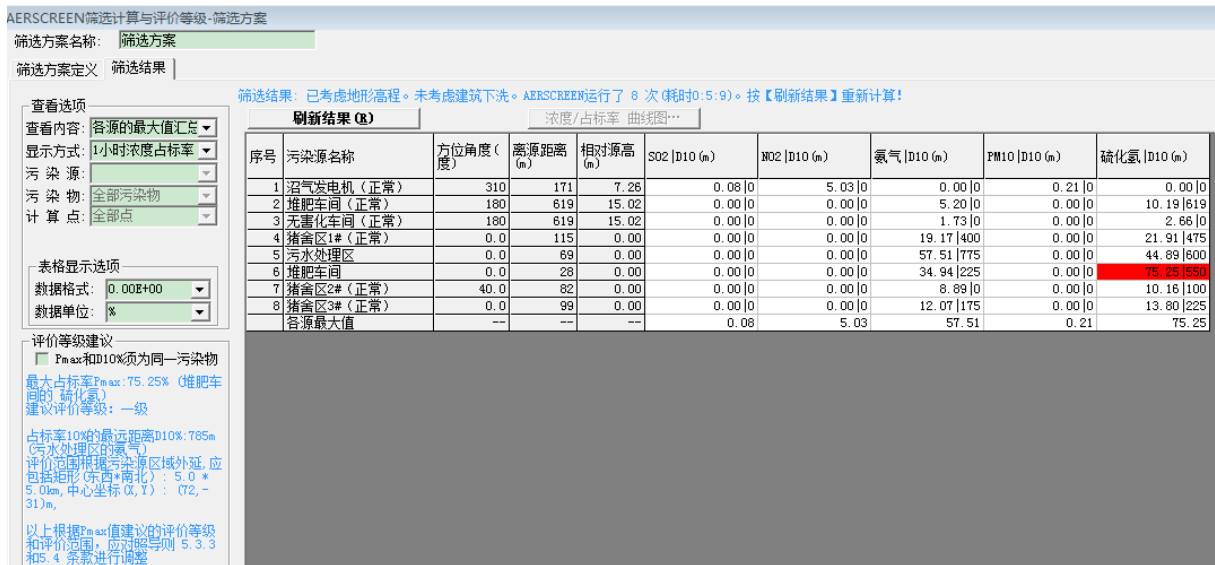 AERSCREEN筛选计算与评价等级-筛选方案
筛选方案名称: 筛选方案
筛选方案定义 筛选结果
筛选结果: 已考虑地形高程。未考虑建筑下洗。AERSCREEN运行了 8 次(耗时0:5:9)。按【刷新结果】重新计算!
刷新结果(R) 浓度/占标率 曲线图…
查看选项
查看内容: 各源的最大值汇总
显示方式: 1小时浓度占标率
污 染 源:
污 染 物: 全部污染物
计 算 点: 全部点
表格显示选项
数据格式: 0.00E+00
数据单位: %
评价等级建议
Pmax和D10%须为同一污染物
最大占标率Pmax:75.25% (堆肥车
间的 硫化氢)
建议评价等级: 一级
占标率10%的最远距离D10%:785m
(污水处理区的氨气)
评价范围根据污染源区域外延,应
包括矩形(东西*南北): 5.0 *
5.0km,中心坐标(X,Y): (72,-
31)m,
以上根据Pmax值建议的评价等级
和评价范围,应对照导则 5.3.3
和5.4 条款进行调整
序号 污染源名称 方位角度(度) 离源距离(m) 相对源高(m) SO2|D10(m) NO2|D10(m) 氨气|D10(m) PM10|D10(m) 硫化氢|D10(m)
1 沼气发电机(正常) 310 171 7.26 0.08|0 5.03|0 0.00|0 0.21|0 0.00|0
2 堆肥车间(正常) 180 619 15.02 0.00|0 0.00|0 5.20|0 0.00|0 10.19|619
3 无害化车间(正常) 180 619 15.02 0.00|0 0.00|0 1.73|0 0.00|0 2.66|0
4 猪舍区1#(正常) 0.0 115 0.00 0.00|0 0.00|0 19.17|400 0.00|0 21.91|475
5 污水处理区 0.0 69 0.00 0.00|0 0.00|0 57.51|775 0.00|0 44.89|600
6 堆肥车间 0.0 28 0.00 0.00|0 0.00|0 34.94|225 0.00|0 75.25|550
7 猪舍区2#(正常) 40.0 82 0.00 0.00|0 0.00|0 8.89|0 0.00|0 10.16|100
8 猪舍区3#(正常) 0.0 99 0.00 0.00|0 0.00|0 12.07|175 0.00|0 13.80|225
各源最大值 -- -- -- 0.08 5.03 57.51 0.21 75.25